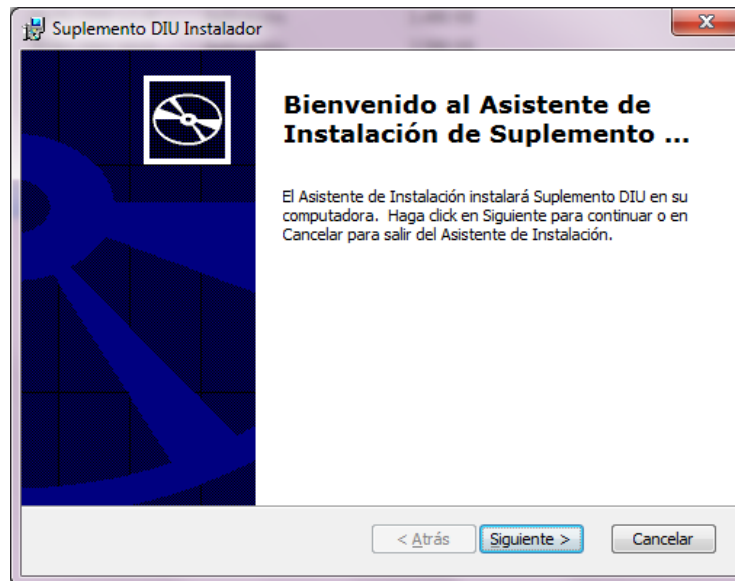 Suplemento DIU Instalador
Bienvenido al Asistente de
Instalación de Suplemento ...
El Asistente de Instalación instalará Suplemento DIU en su
computadora. Haga click en Siguiente para continuar o en
Cancelar para salir del Asistente de Instalación.
< Atrás
Siguiente >
Cancelar